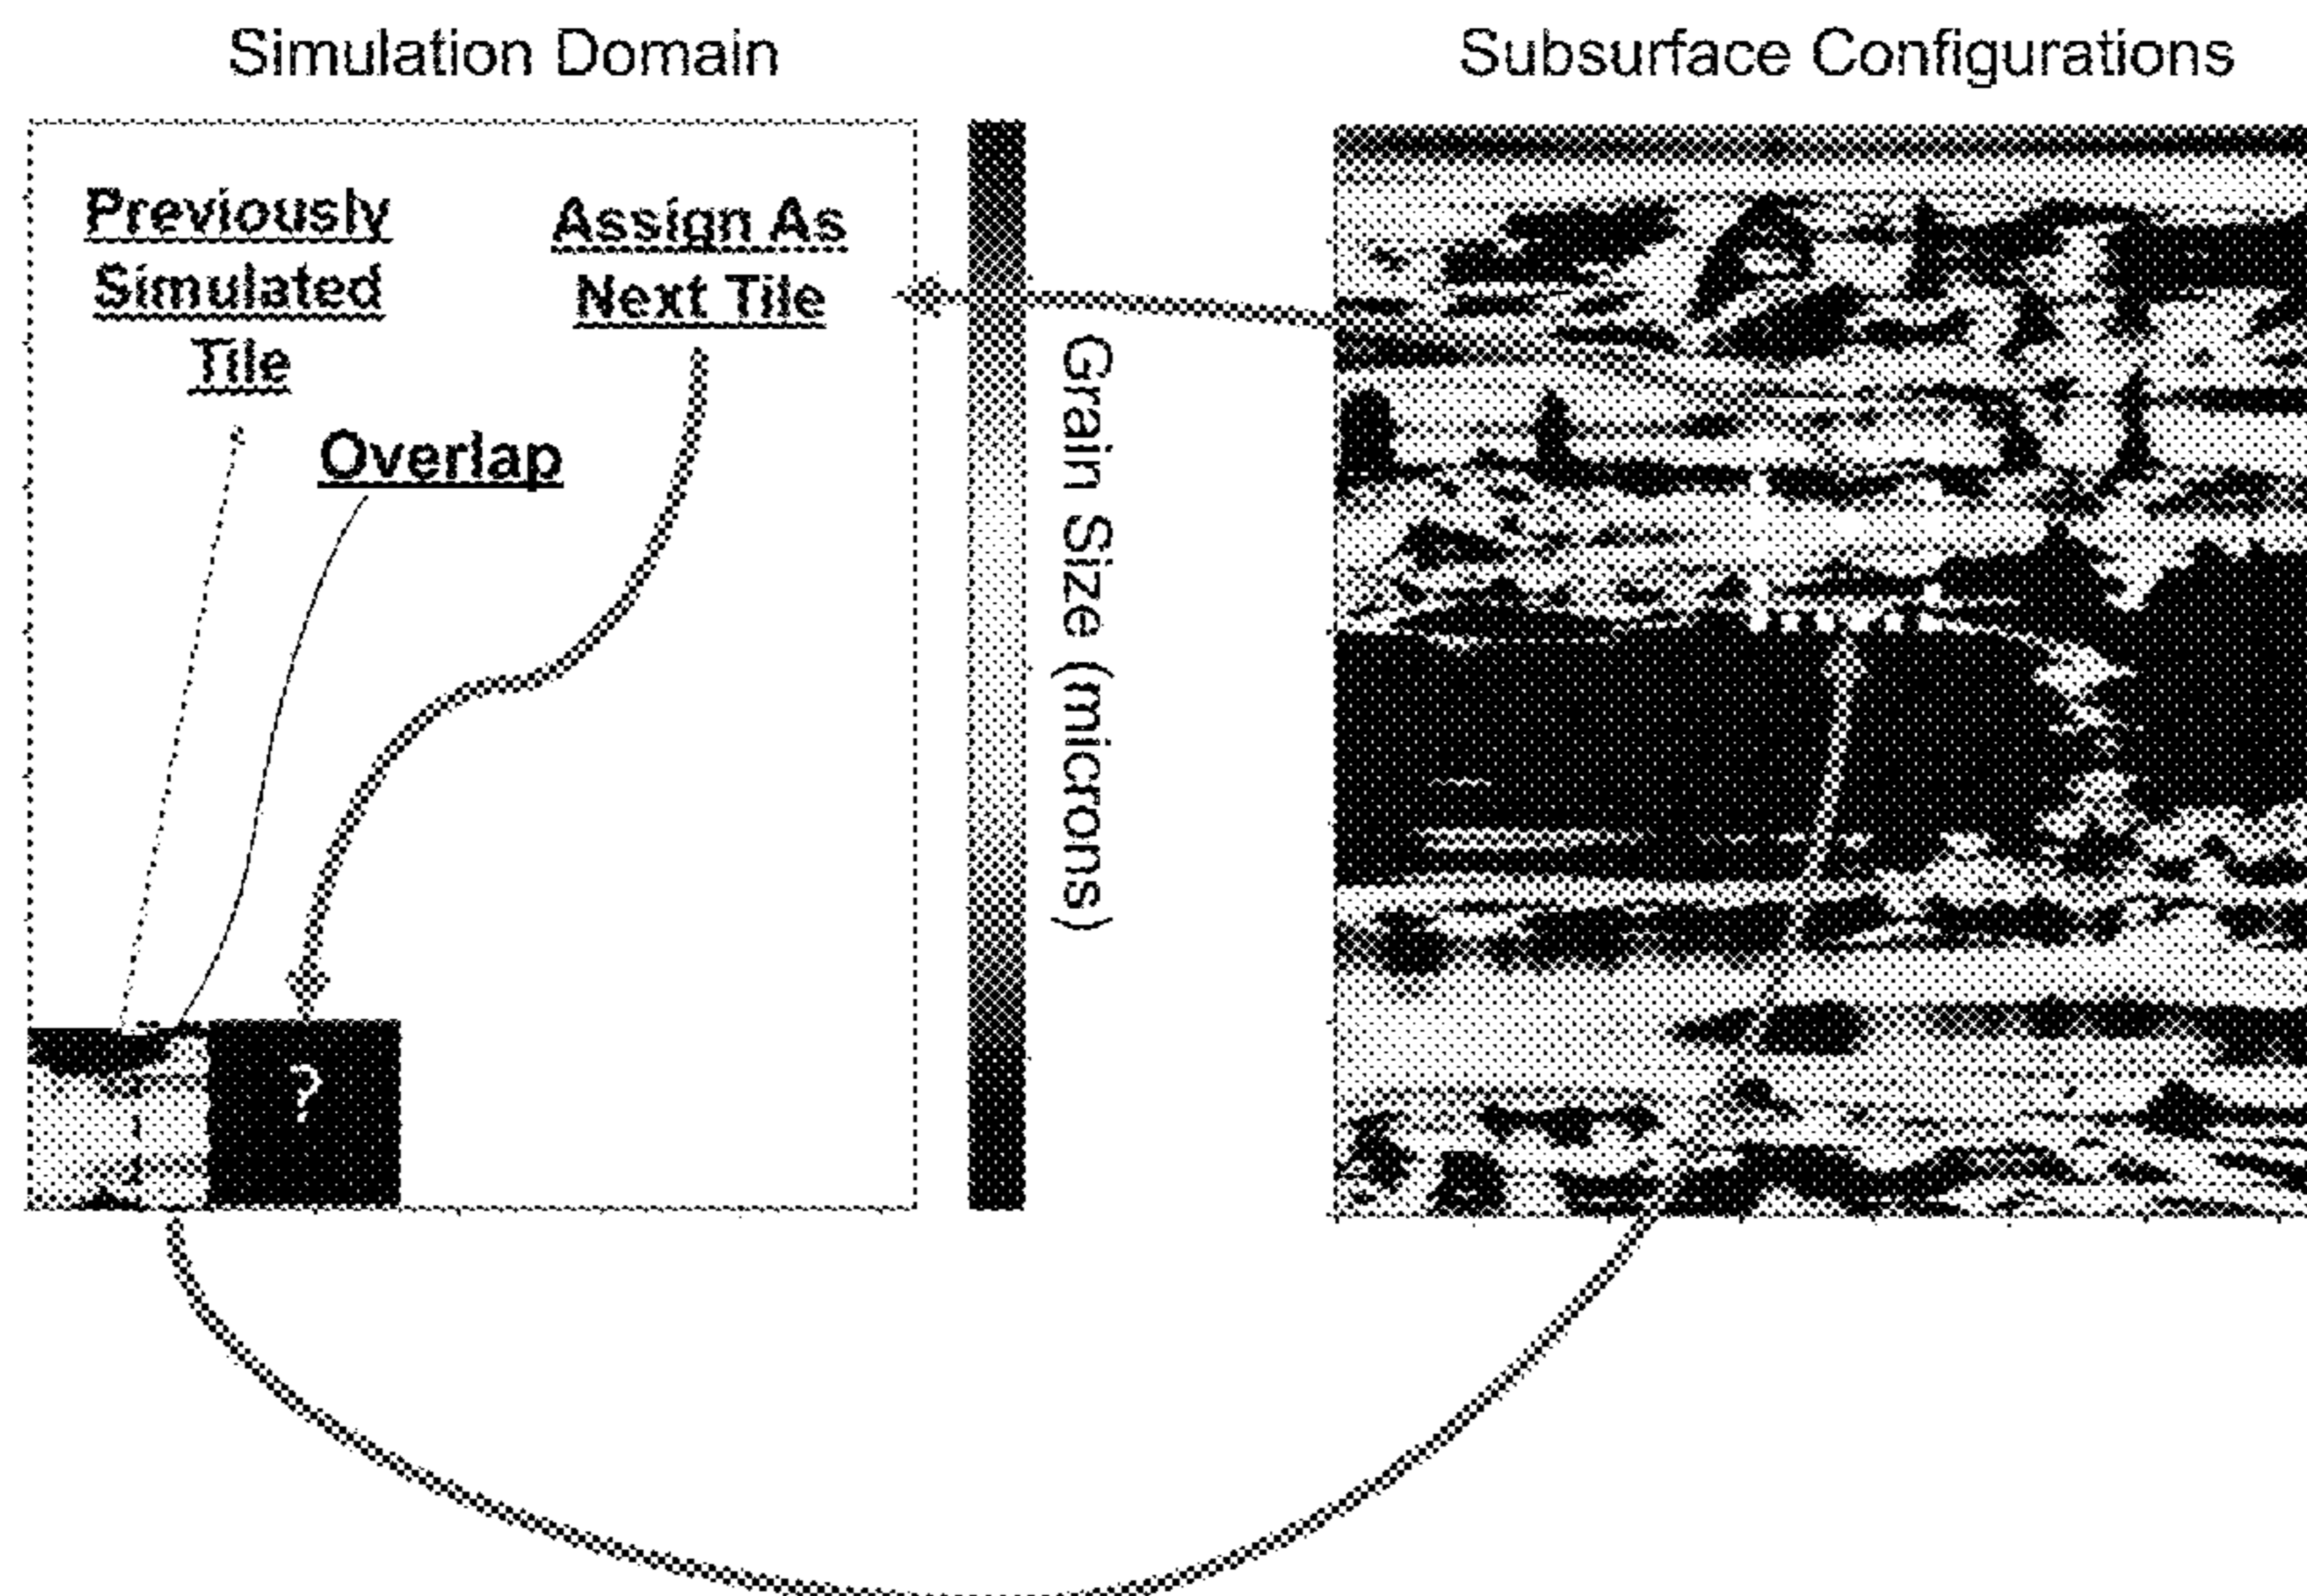 Simulation Domain
Subsurface Configurations
Previously
Simulated
Tile
Assign As
Next Tile
Overlap
Grain Size (microns)
?